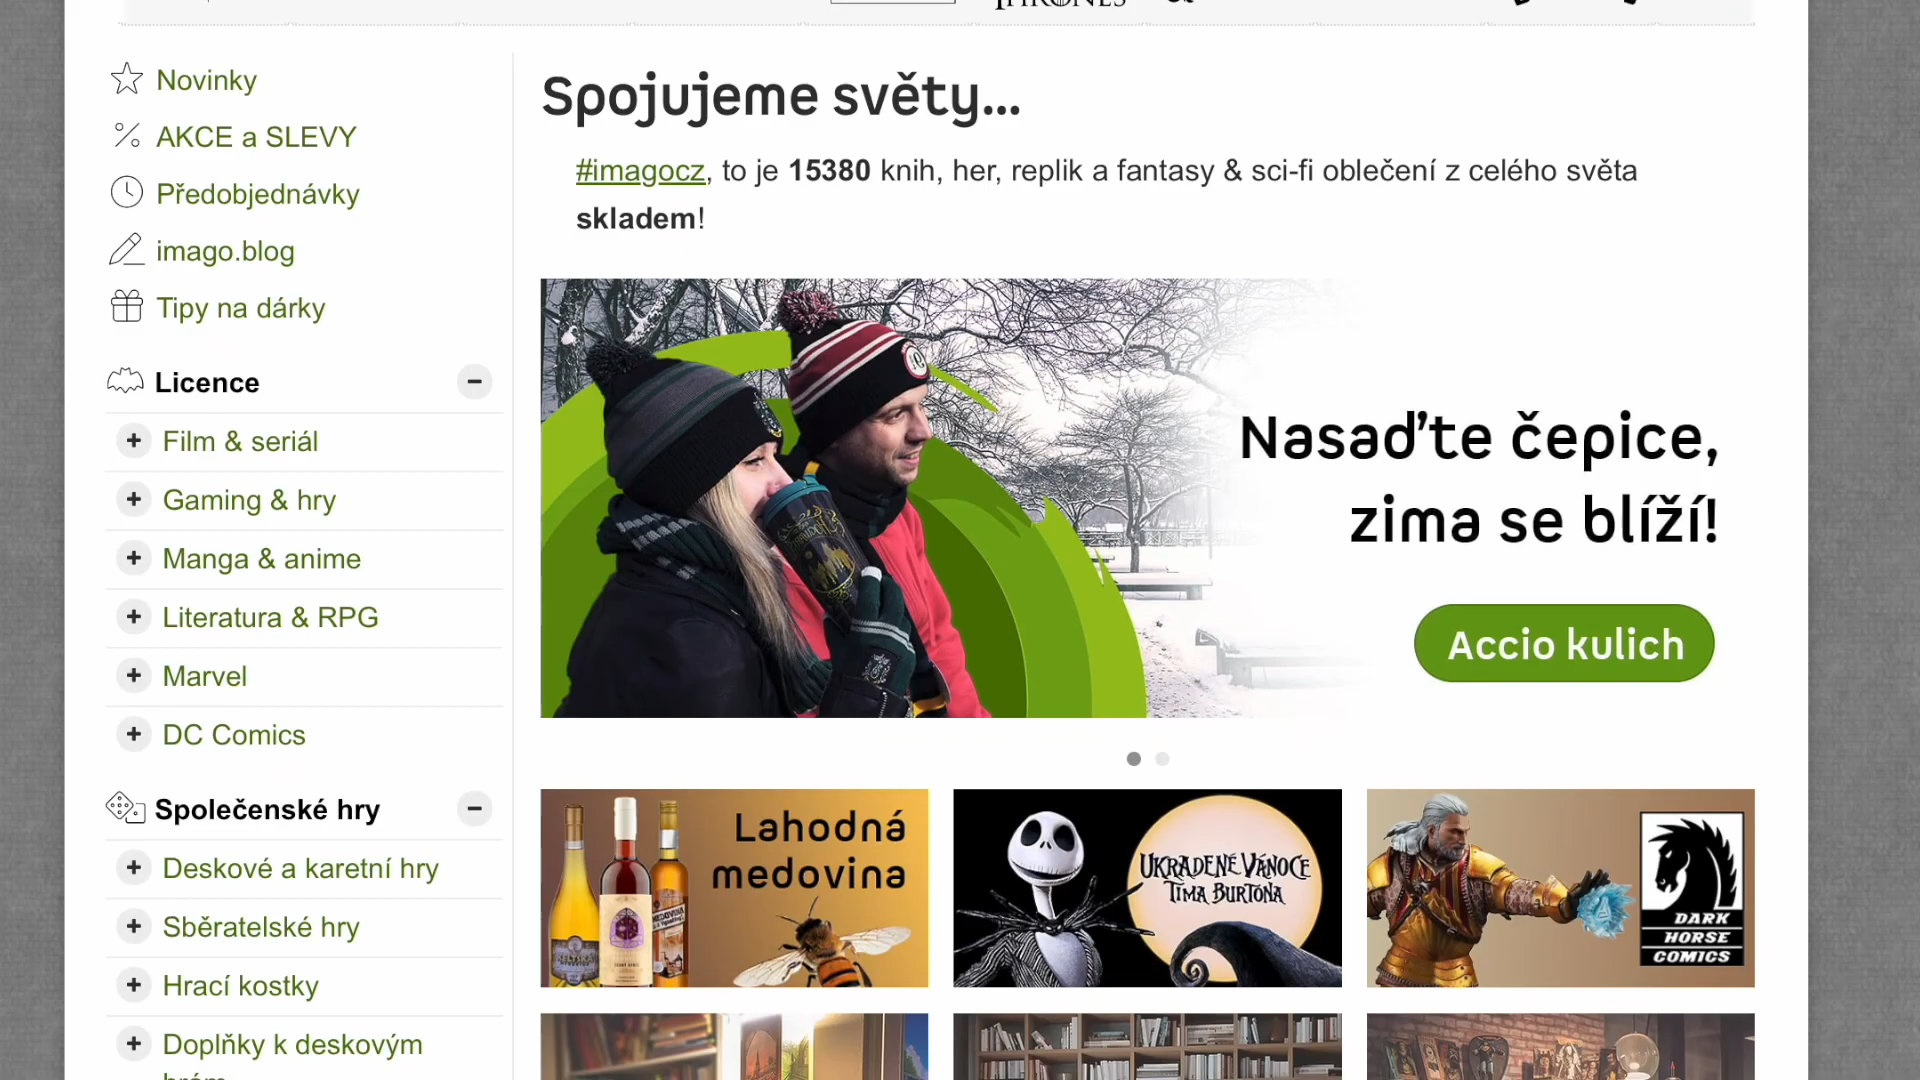 Novinky
AKCE a SLEVY
Předobjednávky
imago.blog
Tipy na dárky
Licence
Film & seriál
Gaming & hry
Manga & anime
Literatura & RPG
Marvel
DC Comics
Společenské hry
Deskové a karetní hry
Sběratelské hry
Hrací kostky
Doplňky k deskovým
Spojujeme světy...
#imagocz, to je 15380 knih, her, replik a fantasy & sci-fi oblečení z celého světa
skladem!
Nasaďte čepice,
zima se blíží!
Accio kulich
Lahodná
medovina
UKRADENÉ VÁNOCE
TIMA BURTONA
DARK
HORSE
COMICS